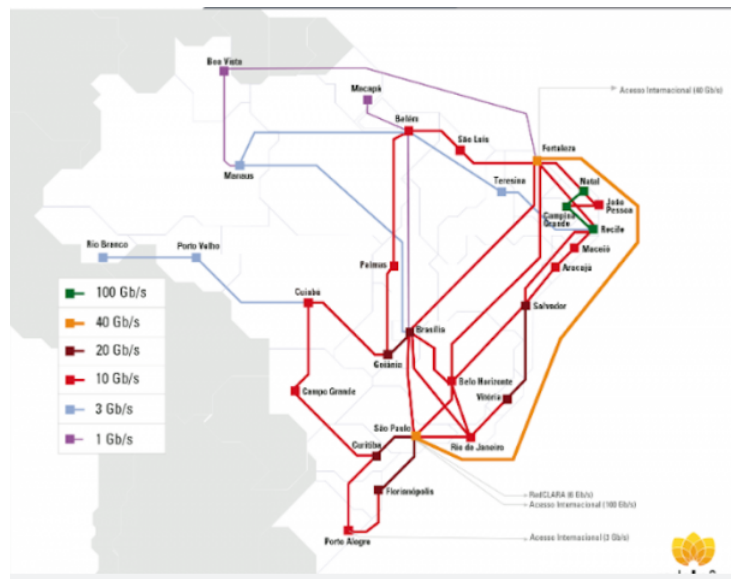 Boa Vista
Macapá
Belém
São Luis
Fortaleza
Acesso Internacional (40 Gb/s)
Manaus
Teresina
Natal
João
Pessoa
Campina
Grande
Recife
Rio Branco
Porto Velho
Palmas
Maceió
Aracajú
Cuiabá
Salvador
100 Gb/s
40 Gb/s
20 Gb/s
10 Gb/s
3 Gb/s
1 Gb/s
Brasília
Goiânia
Campo Grande
Belo Horizonte
Vitória
São Paulo
Curitiba
Rio de Janeiro
Florianópolis
RedCLARA (6 Gb/s)
Acesso Internacional (100 Gb/s)
Porto Alegre
Acesso Internacional (3 Gb/s)